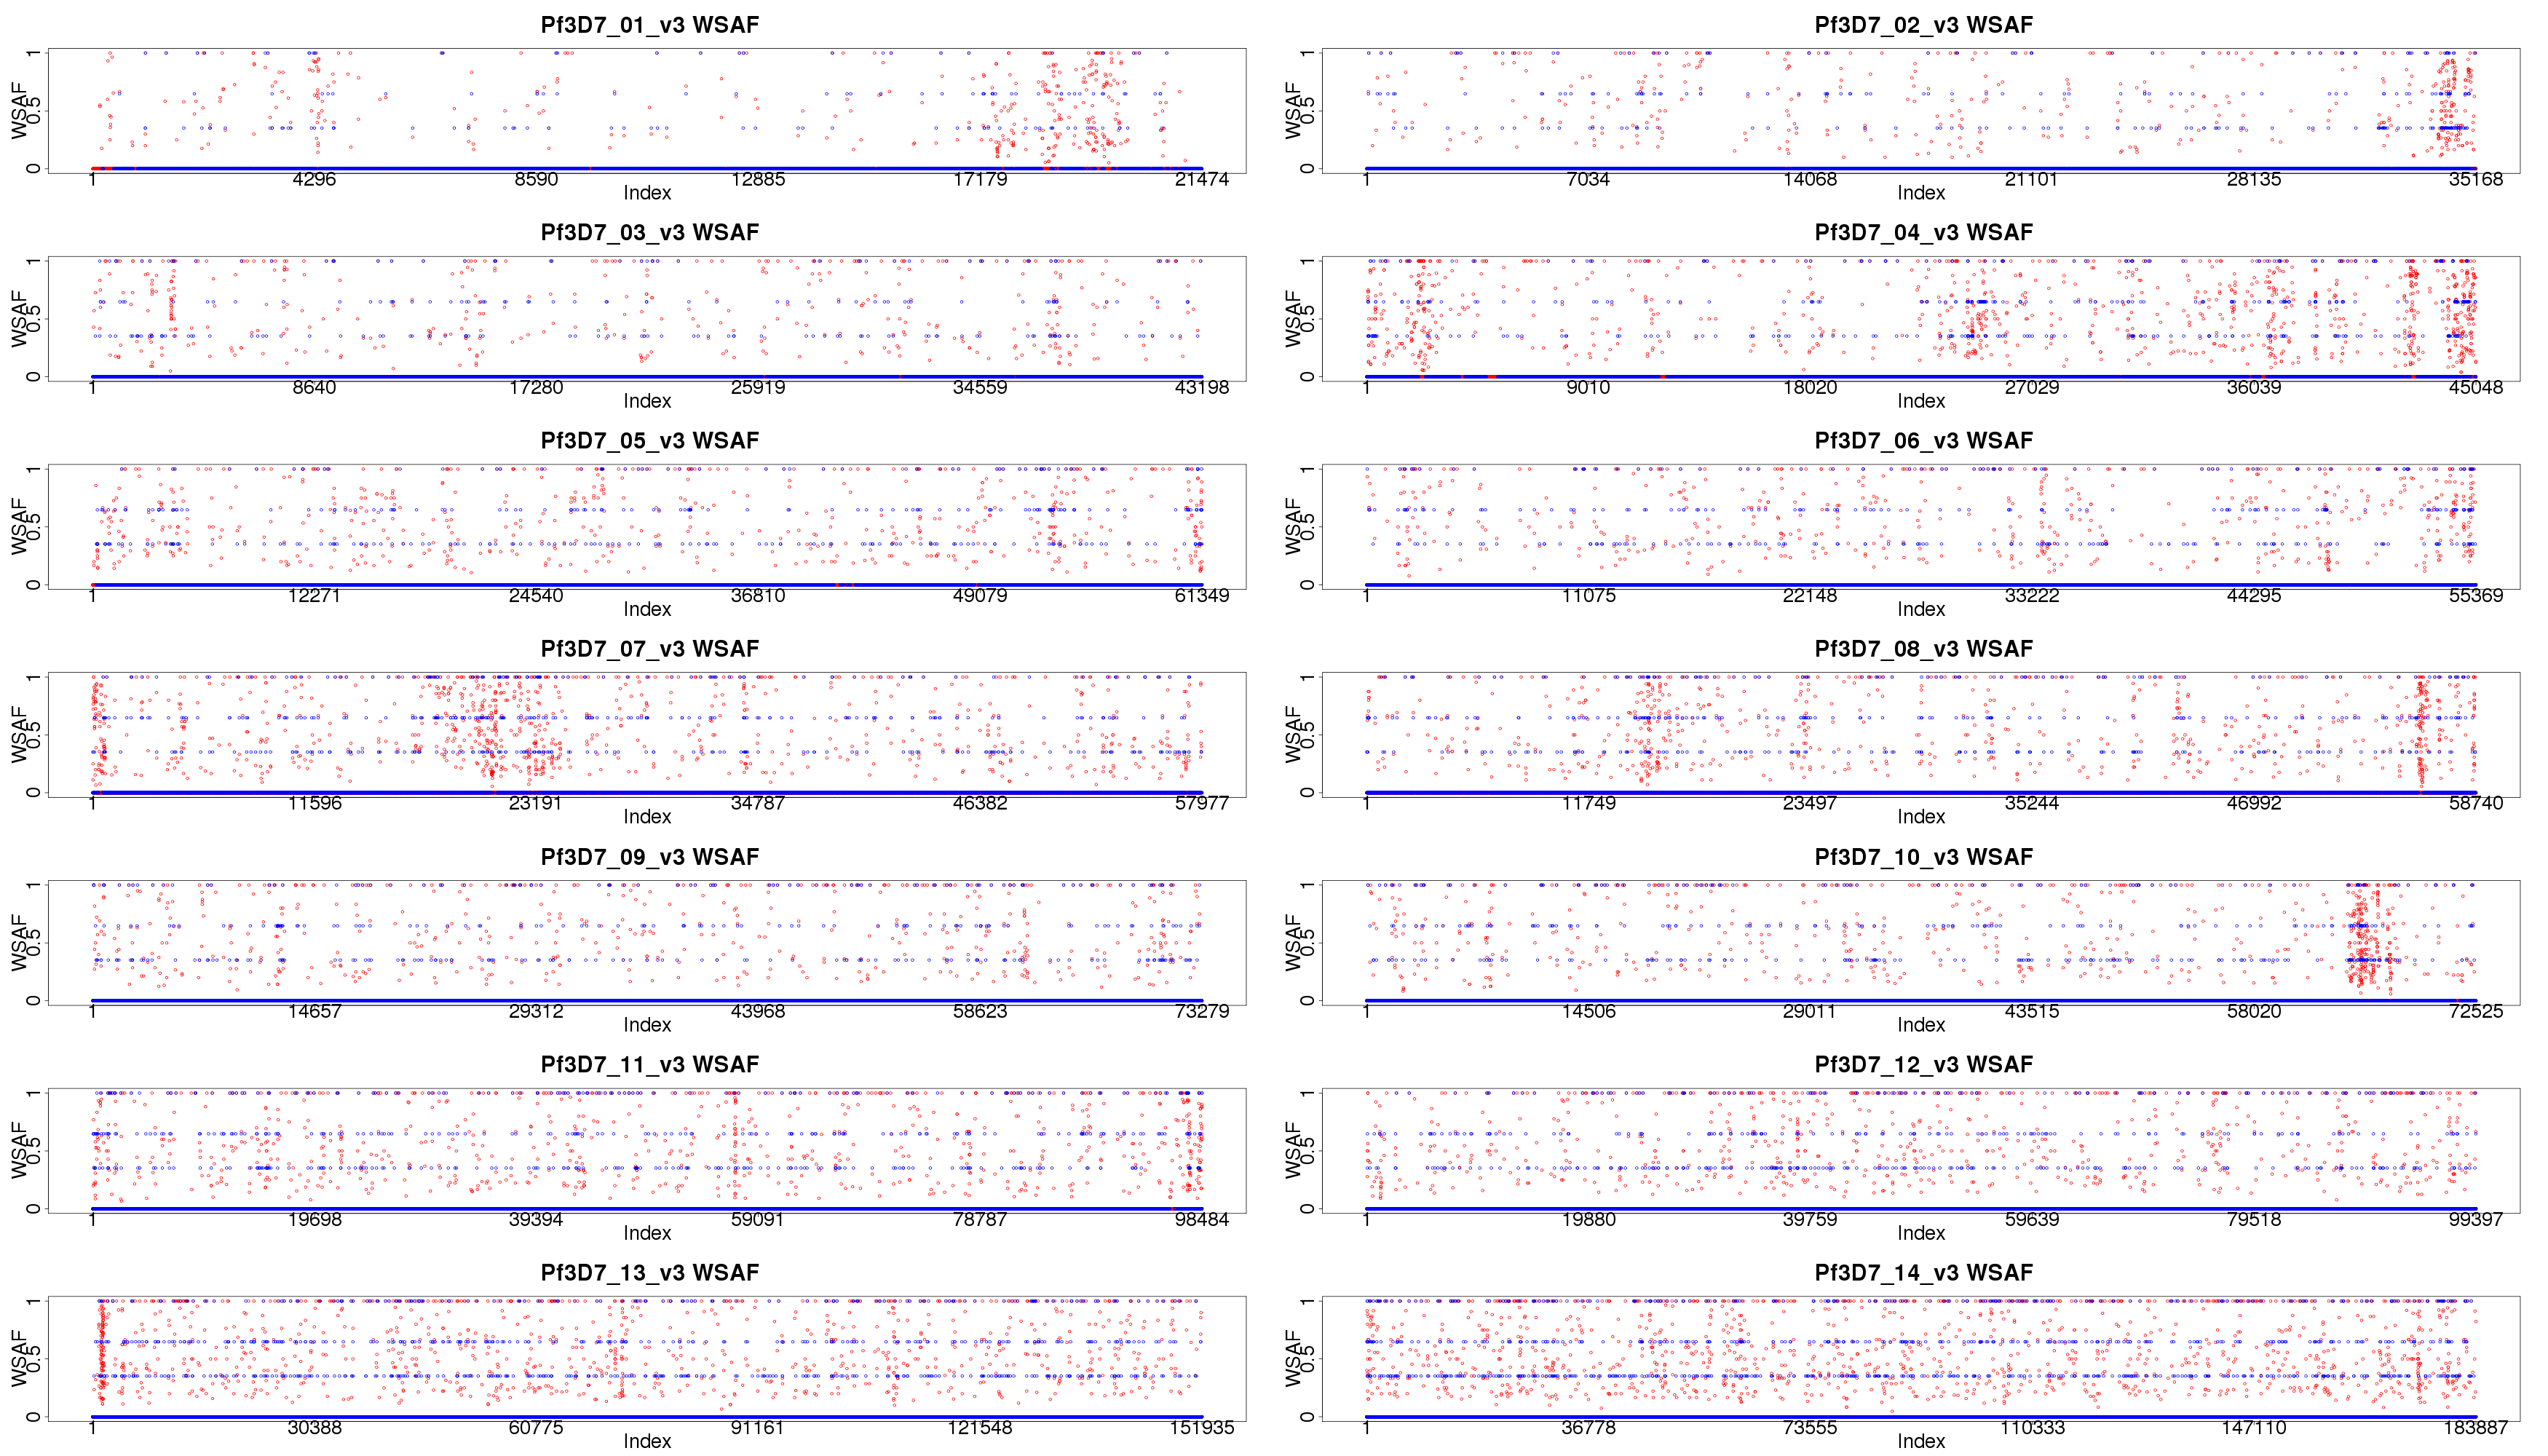 Pf3D7_01_v3 WSAF
WSAF
0 0.5 1
1 4296 8590 12885 17179 21474
Index
Pf3D7_02_v3 WSAF
WSAF
0 0.5 1
1 7034 14068 21101 28135 35168
Index
Pf3D7_03_v3 WSAF
WSAF
0 0.5 1
1 8640 17280 25919 34559 43198
Index
Pf3D7_04_v3 WSAF
WSAF
0 0.5 1
1 9010 18020 27029 36039 45048
Index
Pf3D7_05_v3 WSAF
WSAF
0 0.5 1
1 12271 24540 36810 49079 61349
Index
Pf3D7_06_v3 WSAF
WSAF
0 0.5 1
1 11075 22148 33222 44295 55369
Index
Pf3D7_07_v3 WSAF
WSAF
0 0.5 1
1 11596 23191 34787 46382 57977
Index
Pf3D7_08_v3 WSAF
WSAF
0 0.5 1
1 11749 23497 35244 46992 58740
Index
Pf3D7_09_v3 WSAF
WSAF
0 0.5 1
1 14657 29312 43968 58623 73279
Index
Pf3D7_10_v3 WSAF
WSAF
0 0.5 1
1 14506 29011 43515 58020 72525
Index
Pf3D7_11_v3 WSAF
WSAF
0 0.5 1
1 19698 39394 59091 78787 98484
Index
Pf3D7_12_v3 WSAF
WSAF
0 0.5 1
1 19880 39759 59639 79518 99397
Index
Pf3D7_13_v3 WSAF
WSAF
0 0.5 1
1 30388 60775 91161 121548 151935
Index
Pf3D7_14_v3 WSAF
WSAF
0 0.5 1
1 36778 73555 110333 147110 183887
Index